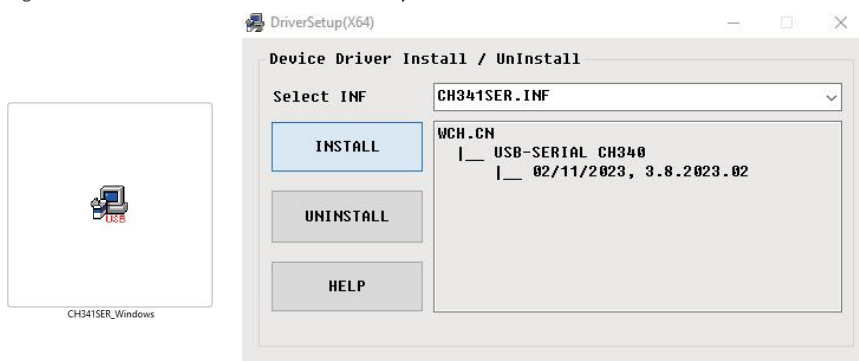 DriverSetup(X64)
Device Driver Install / UnInstall
Select INF
CH341SER.INF
INSTALL
WCH.CN
|__ USB-SERIAL CH340
|__ 02/11/2023, 3.8.2023.02
UNINSTALL
HELP
USB
CH341SER_Windows